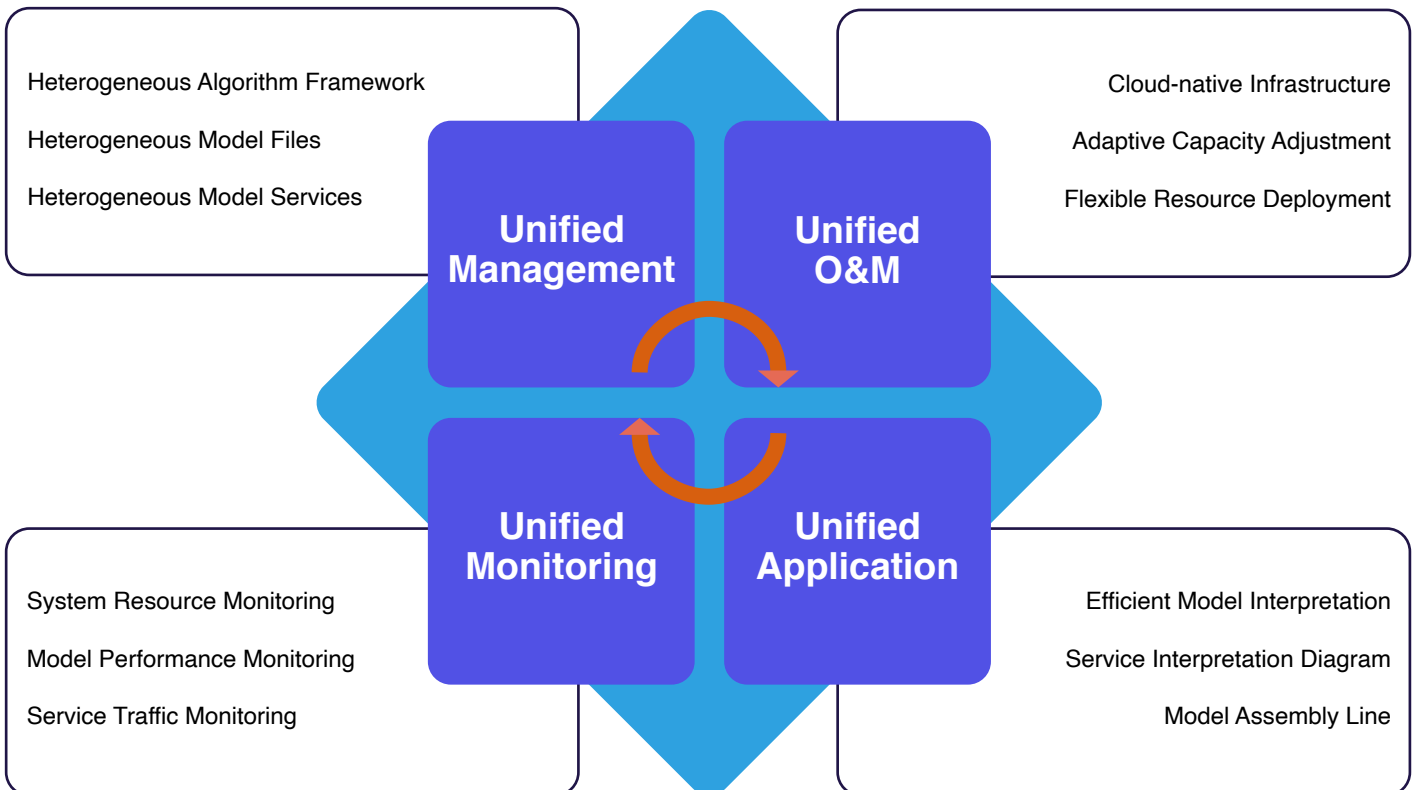 Heterogeneous Algorithm Framework
Heterogeneous Model Files
Heterogeneous Model Services
Cloud-native Infrastructure
Adaptive Capacity Adjustment
Flexible Resource Deployment
Unified
Management
Unified
O&M
Unified
Monitoring
Unified
Application
System Resource Monitoring
Model Performance Monitoring
Service Traffic Monitoring
Efficient Model Interpretation
Service Interpretation Diagram
Model Assembly Line